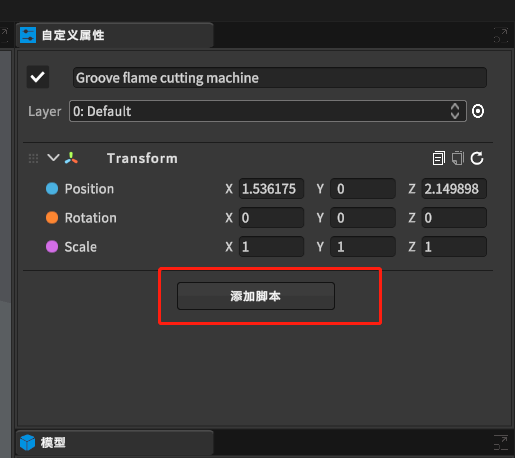 自定义属性
Groove flame cutting machine
Layer 0: Default
Transform
Position X 1.536175 Y 0 Z 2.149898
Rotation X 0 Y 0 Z 0
Scale X 1 Y 1 Z 1
添加脚本
模型